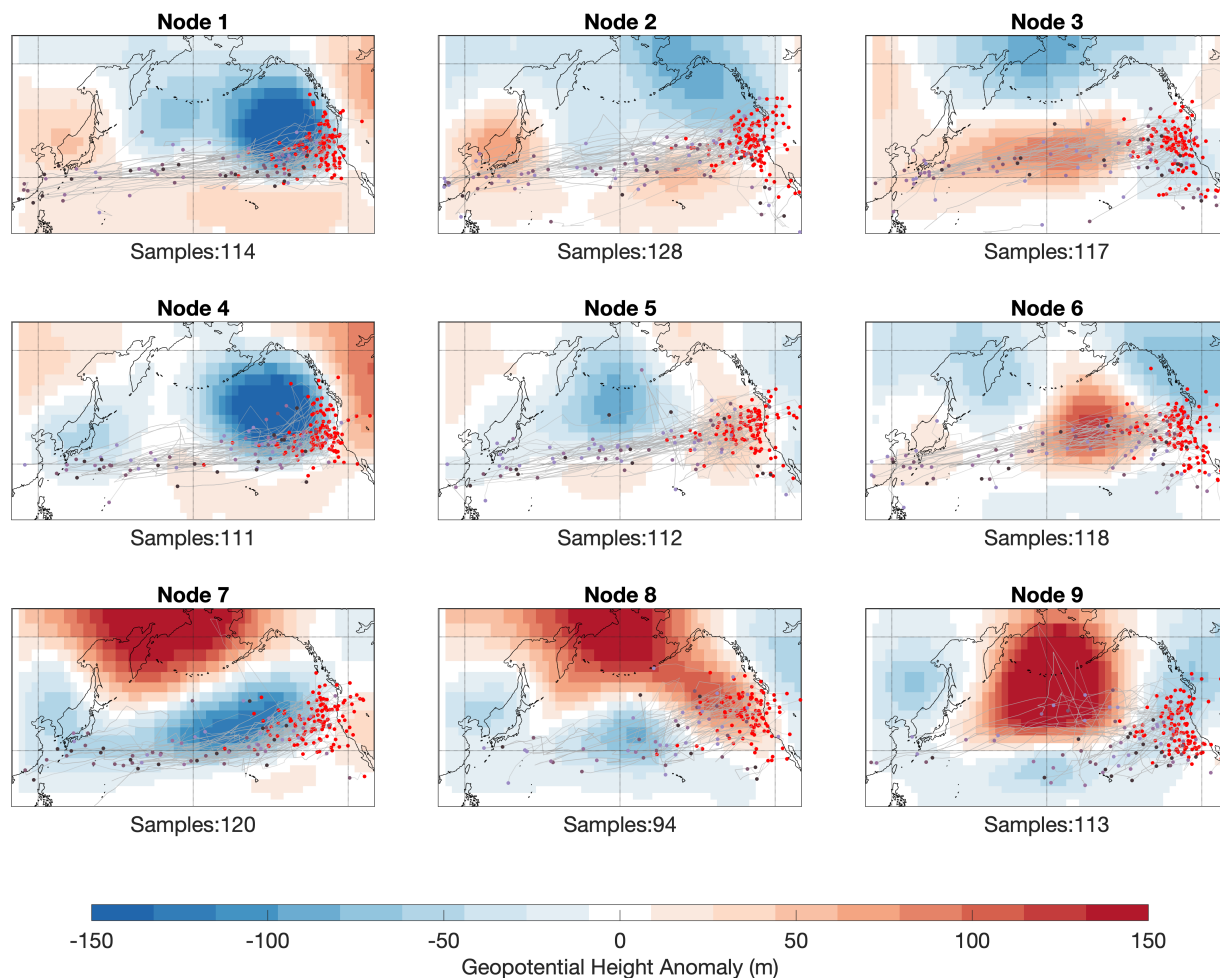 Node 1
Node 2
Node 3
Samples:114
Samples:128
Samples:117
Node 4
Node 5
Node 6
Samples:111
Samples:112
Samples:118
Node 7
Node 8
Node 9
Samples:120
Samples:94
Samples:113
-150 -100 -50 0 50 100 150
Geopotential Height Anomaly (m)